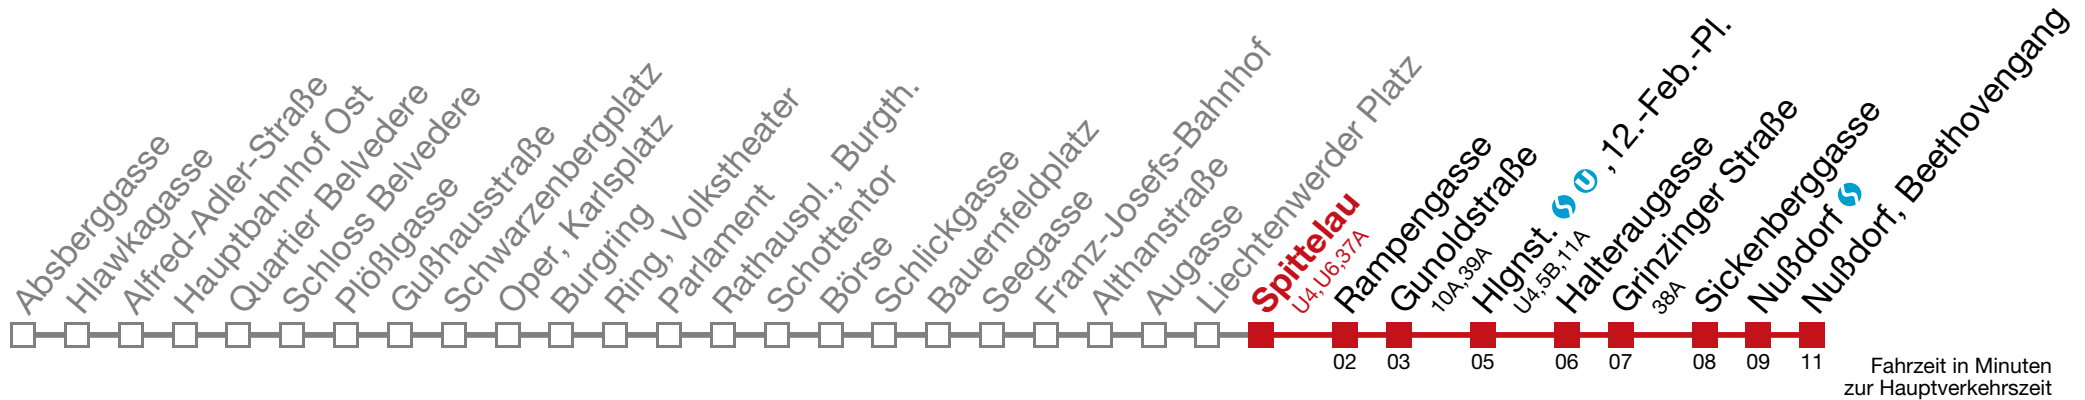 Absberggasse
Hlawkagasse
Alfred-Adler-Straße
Hauptbahnhof Ost
Quartier Belvedere
Schloss Belvedere
Plößlgasse
Gußhausstraße
Schwarzenbergplatz
Oper, Karlsplatz
Burgring
Ring, Volkstheater
Parlament
Rathauspl., Burgth.
Schottentor
Börse
Schlickgasse
Bauernfeldplatz
Seegasse
Franz-Josefs-Bahnhof
Althanstraße
Augasse
Liechtenwerder Platz
Spittelau
U4,U6,37A
Rampengasse
Gunoldstraße
10A,39A
Hlgnst. S U , 12.-Feb.-Pl.
U4,5B,11A
Halteraugasse
Grinzinger Straße
38A
Sickenberggasse
Nußdorf S
Nußdorf, Beethovengang
02 03 05 06 07 08 09 11
Fahrzeit in Minuten
zur Hauptverkehrszeit